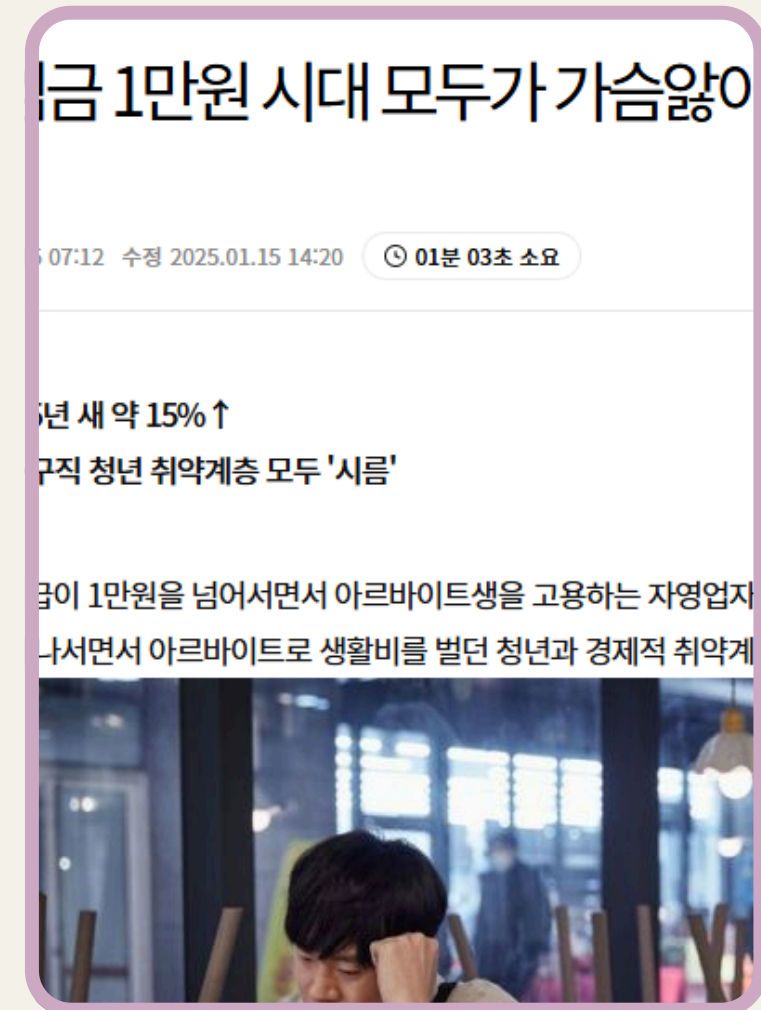 금 1만원 시대 모두가 가슴앓이
07:12 수정 2025.01.15 14:20 01분 03초 소요
5년 새 약 15%↑
구직 청년 취약계층 모두 '시름'
급이 1만원을 넘어서면서 아르바이트생을 고용하는 자영업자
나서면서 아르바이트로 생활비를 벌던 청년과 경제적 취약계